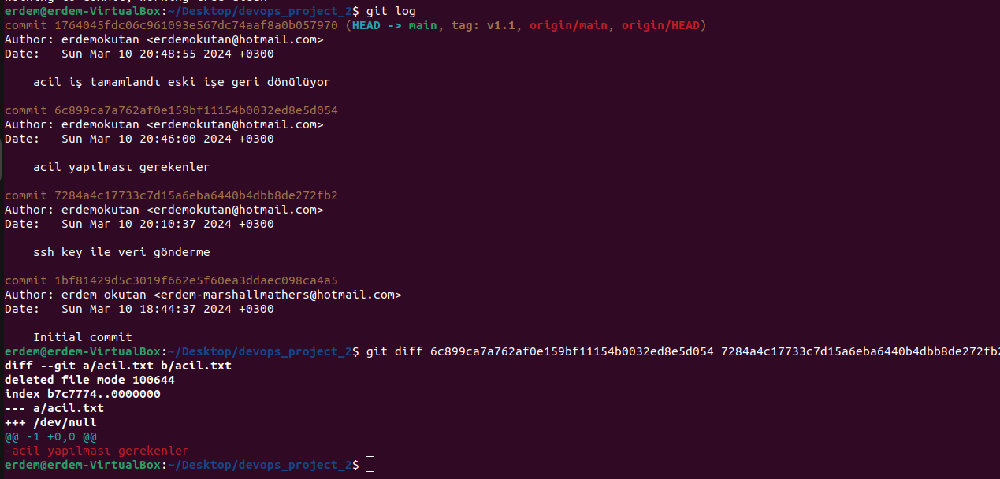 erdem@erdem-VirtualBox:~/Desktop/devops_project_2$ git log
commit 1764045fdc06c961093e567dc74aaf8a0b057970 (HEAD -> main, tag: v1.1, origin/main, origin/HEAD)
Author: erdemokutan <erdemokutan@hotmail.com>
Date:   Sun Mar 10 20:48:55 2024 +0300
    acil iş tamamlandı eski işe geri dönülüyor
commit 6c899ca7a762af0e159bf11154b0032ed8e5d054
Author: erdemokutan <erdemokutan@hotmail.com>
Date:   Sun Mar 10 20:46:00 2024 +0300
    acil yapılması gerekenler
commit 7284a4c17733c7d15a6eba6440b4dbb8de272fb2
Author: erdemokutan <erdemokutan@hotmail.com>
Date:   Sun Mar 10 20:10:37 2024 +0300
    ssh key ile veri gönderme
commit 1bf81429d5c3019f662e5f60ea3ddaec098ca4a5
Author: erdem okutan <erdem-marshallmathers@hotmail.com>
Date:   Sun Mar 10 18:44:37 2024 +0300
    Initial commit
erdem@erdem-VirtualBox:~/Desktop/devops_project_2$ git diff 6c899ca7a762af0e159bf11154b0032ed8e5d054 7284a4c17733c7d15a6eba6440b4dbb8de272fb2
diff --git a/acil.txt b/acil.txt
deleted file mode 100644
index b7c7774..0000000
--- a/acil.txt
+++ /dev/null
@@ -1 +0,0 @@
-acil yapılması gerekenler
erdem@erdem-VirtualBox:~/Desktop/devops_project_2$